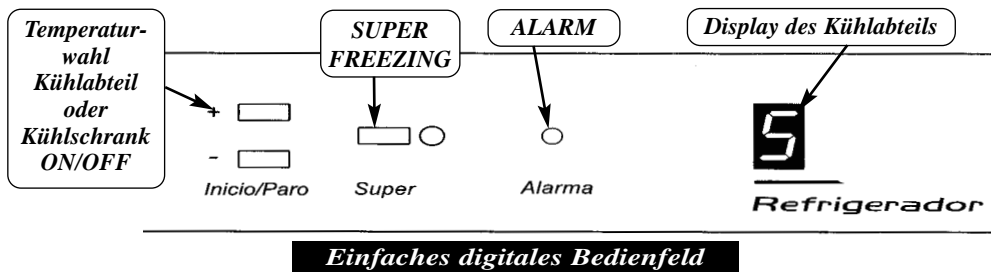 Temperatur-
wahl
Kühlabteil
oder
Kühlschrank
ON/OFF
SUPER
FREEZING
ALARM
Display des Kühlabteils
+
-
5
Inicio/Paro
Super
Alarma
Refrigerador
Einfaches digitales Bedienfeld